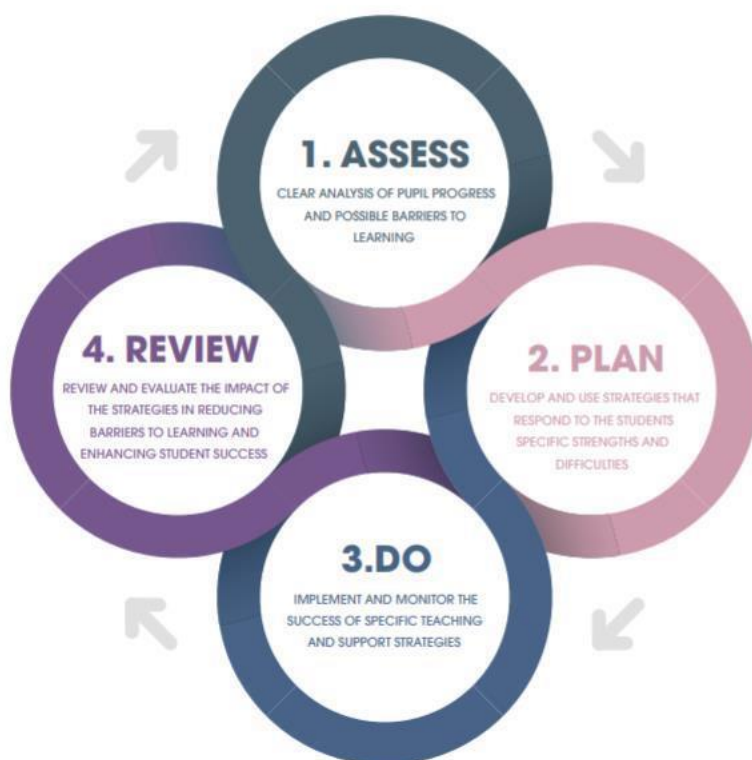 1. ASSESS
CLEAR ANALYSIS OF PUPIL PROGRESS
AND POSSIBLE BARRIERS TO
LEARNING
2. PLAN
DEVELOP AND USE STRATEGIES THAT
RESPOND TO THE STUDENTS
SPECIFIC STRENGTHS AND
DIFFICULTIES
3.DO
IMPLEMENT AND MONITOR THE
SUCCESS OF SPECIFIC TEACHING
AND SUPPORT STRATEGIES
4. REVIEW
REVIEW AND EVALUATE THE IMPACT OF
THE STRATEGIES IN REDUCING
BARRIERS TO LEARNING AND
ENHANCING STUDENT SUCCESS